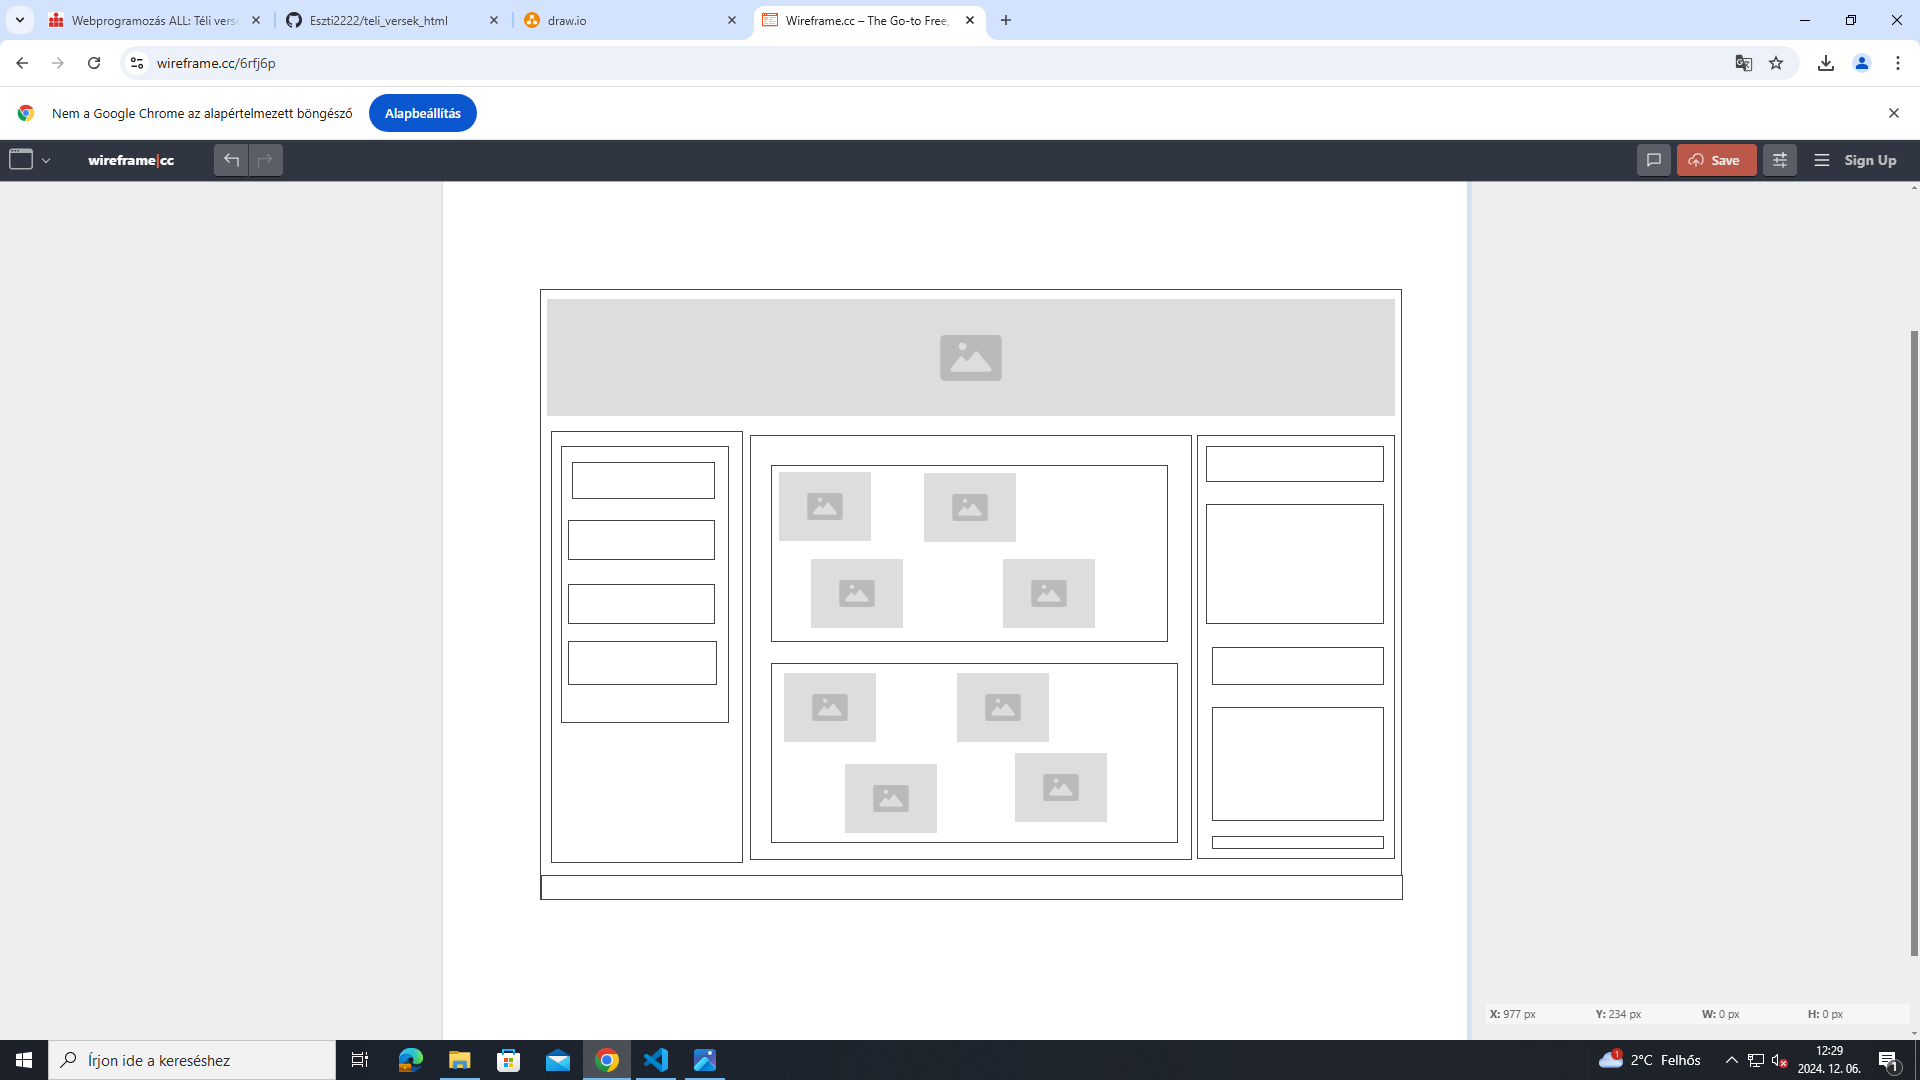 Webprogramozás ALL: Téli vers
Eszti2222/teli_versek_html
draw.io
Wireframe.cc – The Go-to Free,
wireframe.cc/6rfj6p
Nem a Google Chrome az alapértelmezett böngésző
Alapbeállítás
wireframe|cc
Save
Sign Up
X: 977 px Y: 234 px W: 0 px H: 0 px
Írjon ide a kereséshez
1
2°C Felhős
12:29
2024. 12. 06.
1